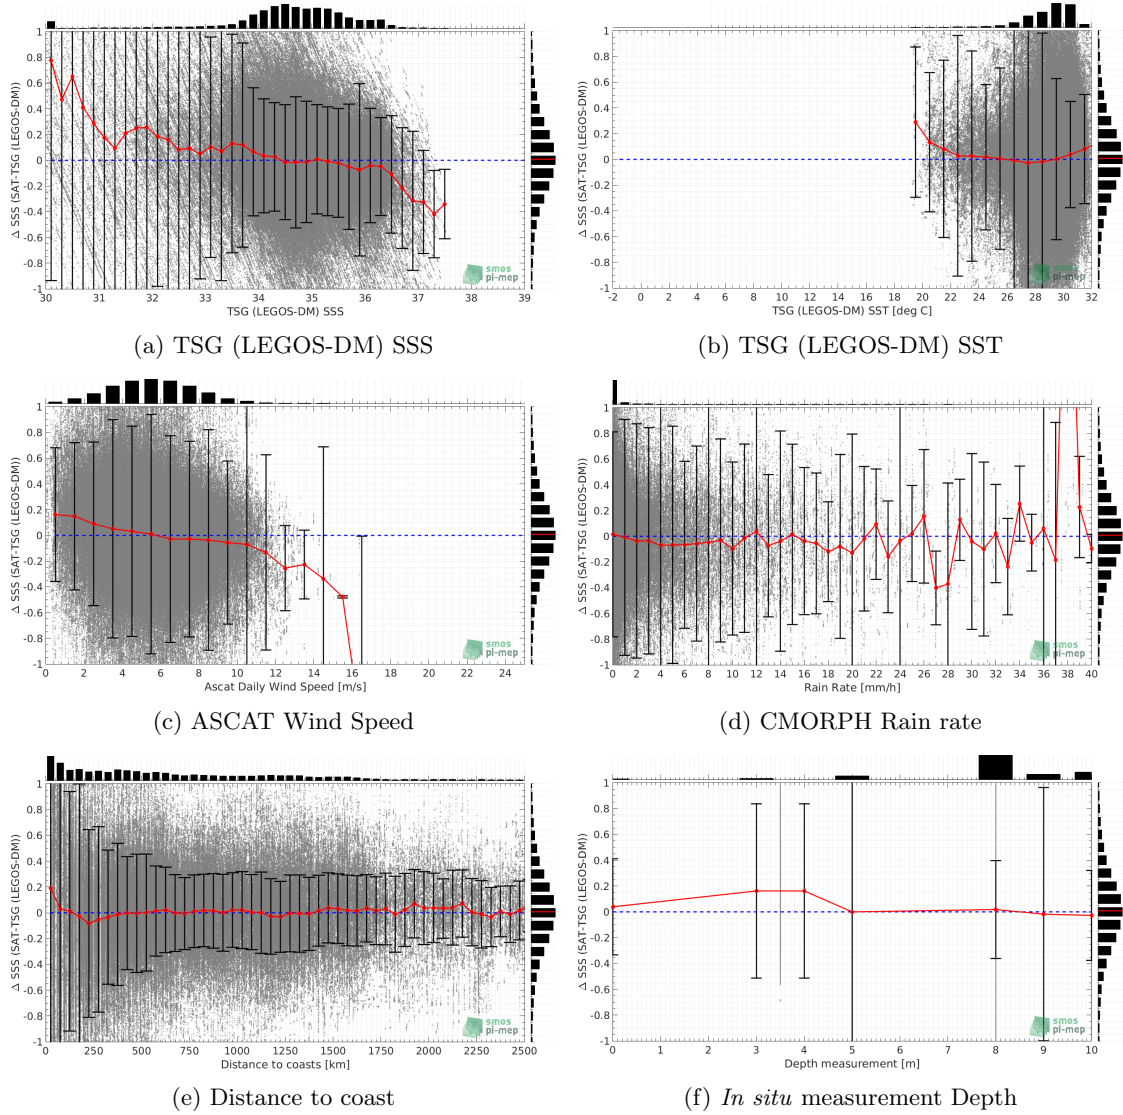 1
0.8
0.6
0.4
0.2
0
-0.2
-0.4
-0.6
-0.8
-1
Δ SSS (SAT-TSG (LEGOS-DM))
30 31 32 33 34 35 36 37 38 39
TSG (LEGOS-DM) SSS
smos
pi-mep
(a) TSG (LEGOS-DM) SSS
1
0.8
0.6
0.4
0.2
0
-0.2
-0.4
-0.6
-0.8
-1
Δ SSS (SAT-TSG (LEGOS-DM))
-2 0 2 4 6 8 10 12 14 16 18 20 22 24 26 28 30 32
TSG (LEGOS-DM) SST [deg C]
smos
pi-mep
(b) TSG (LEGOS-DM) SST
1
0.8
0.6
0.4
0.2
0
-0.2
-0.4
-0.6
-0.8
-1
Δ SSS (SAT-TSG (LEGOS-DM))
0 2 4 6 8 10 12 14 16 18 20 22 24
Ascat Daily Wind Speed [m/s]
smos
pi-mep
(c) ASCAT Wind Speed
1
0.8
0.6
0.4
0.2
0
-0.2
-0.4
-0.6
-0.8
-1
Δ SSS (SAT-TSG (LEGOS-DM))
0 2 4 6 8 10 12 14 16 18 20 22 24 26 28 30 32 34 36 38 40
Rain Rate [mm/h]
smos
pi-mep
(d) CMORPH Rain rate
1
0.8
0.6
0.4
0.2
0
-0.2
-0.4
-0.6
-0.8
-1
Δ SSS (SAT-TSG (LEGOS-DM))
0 250 500 750 1000 1250 1500 1750 2000 2250 2500
Distance to coasts [km]
smos
pi-mep
(e) Distance to coast
1
0.8
0.6
0.4
0.2
0
-0.2
-0.4
-0.6
-0.8
-1
Δ SSS (SAT-TSG (LEGOS-DM))
0 1 2 3 4 5 6 7 8 9 10
Depth measurement [m]
smos
pi-mep
(f) In situ measurement Depth